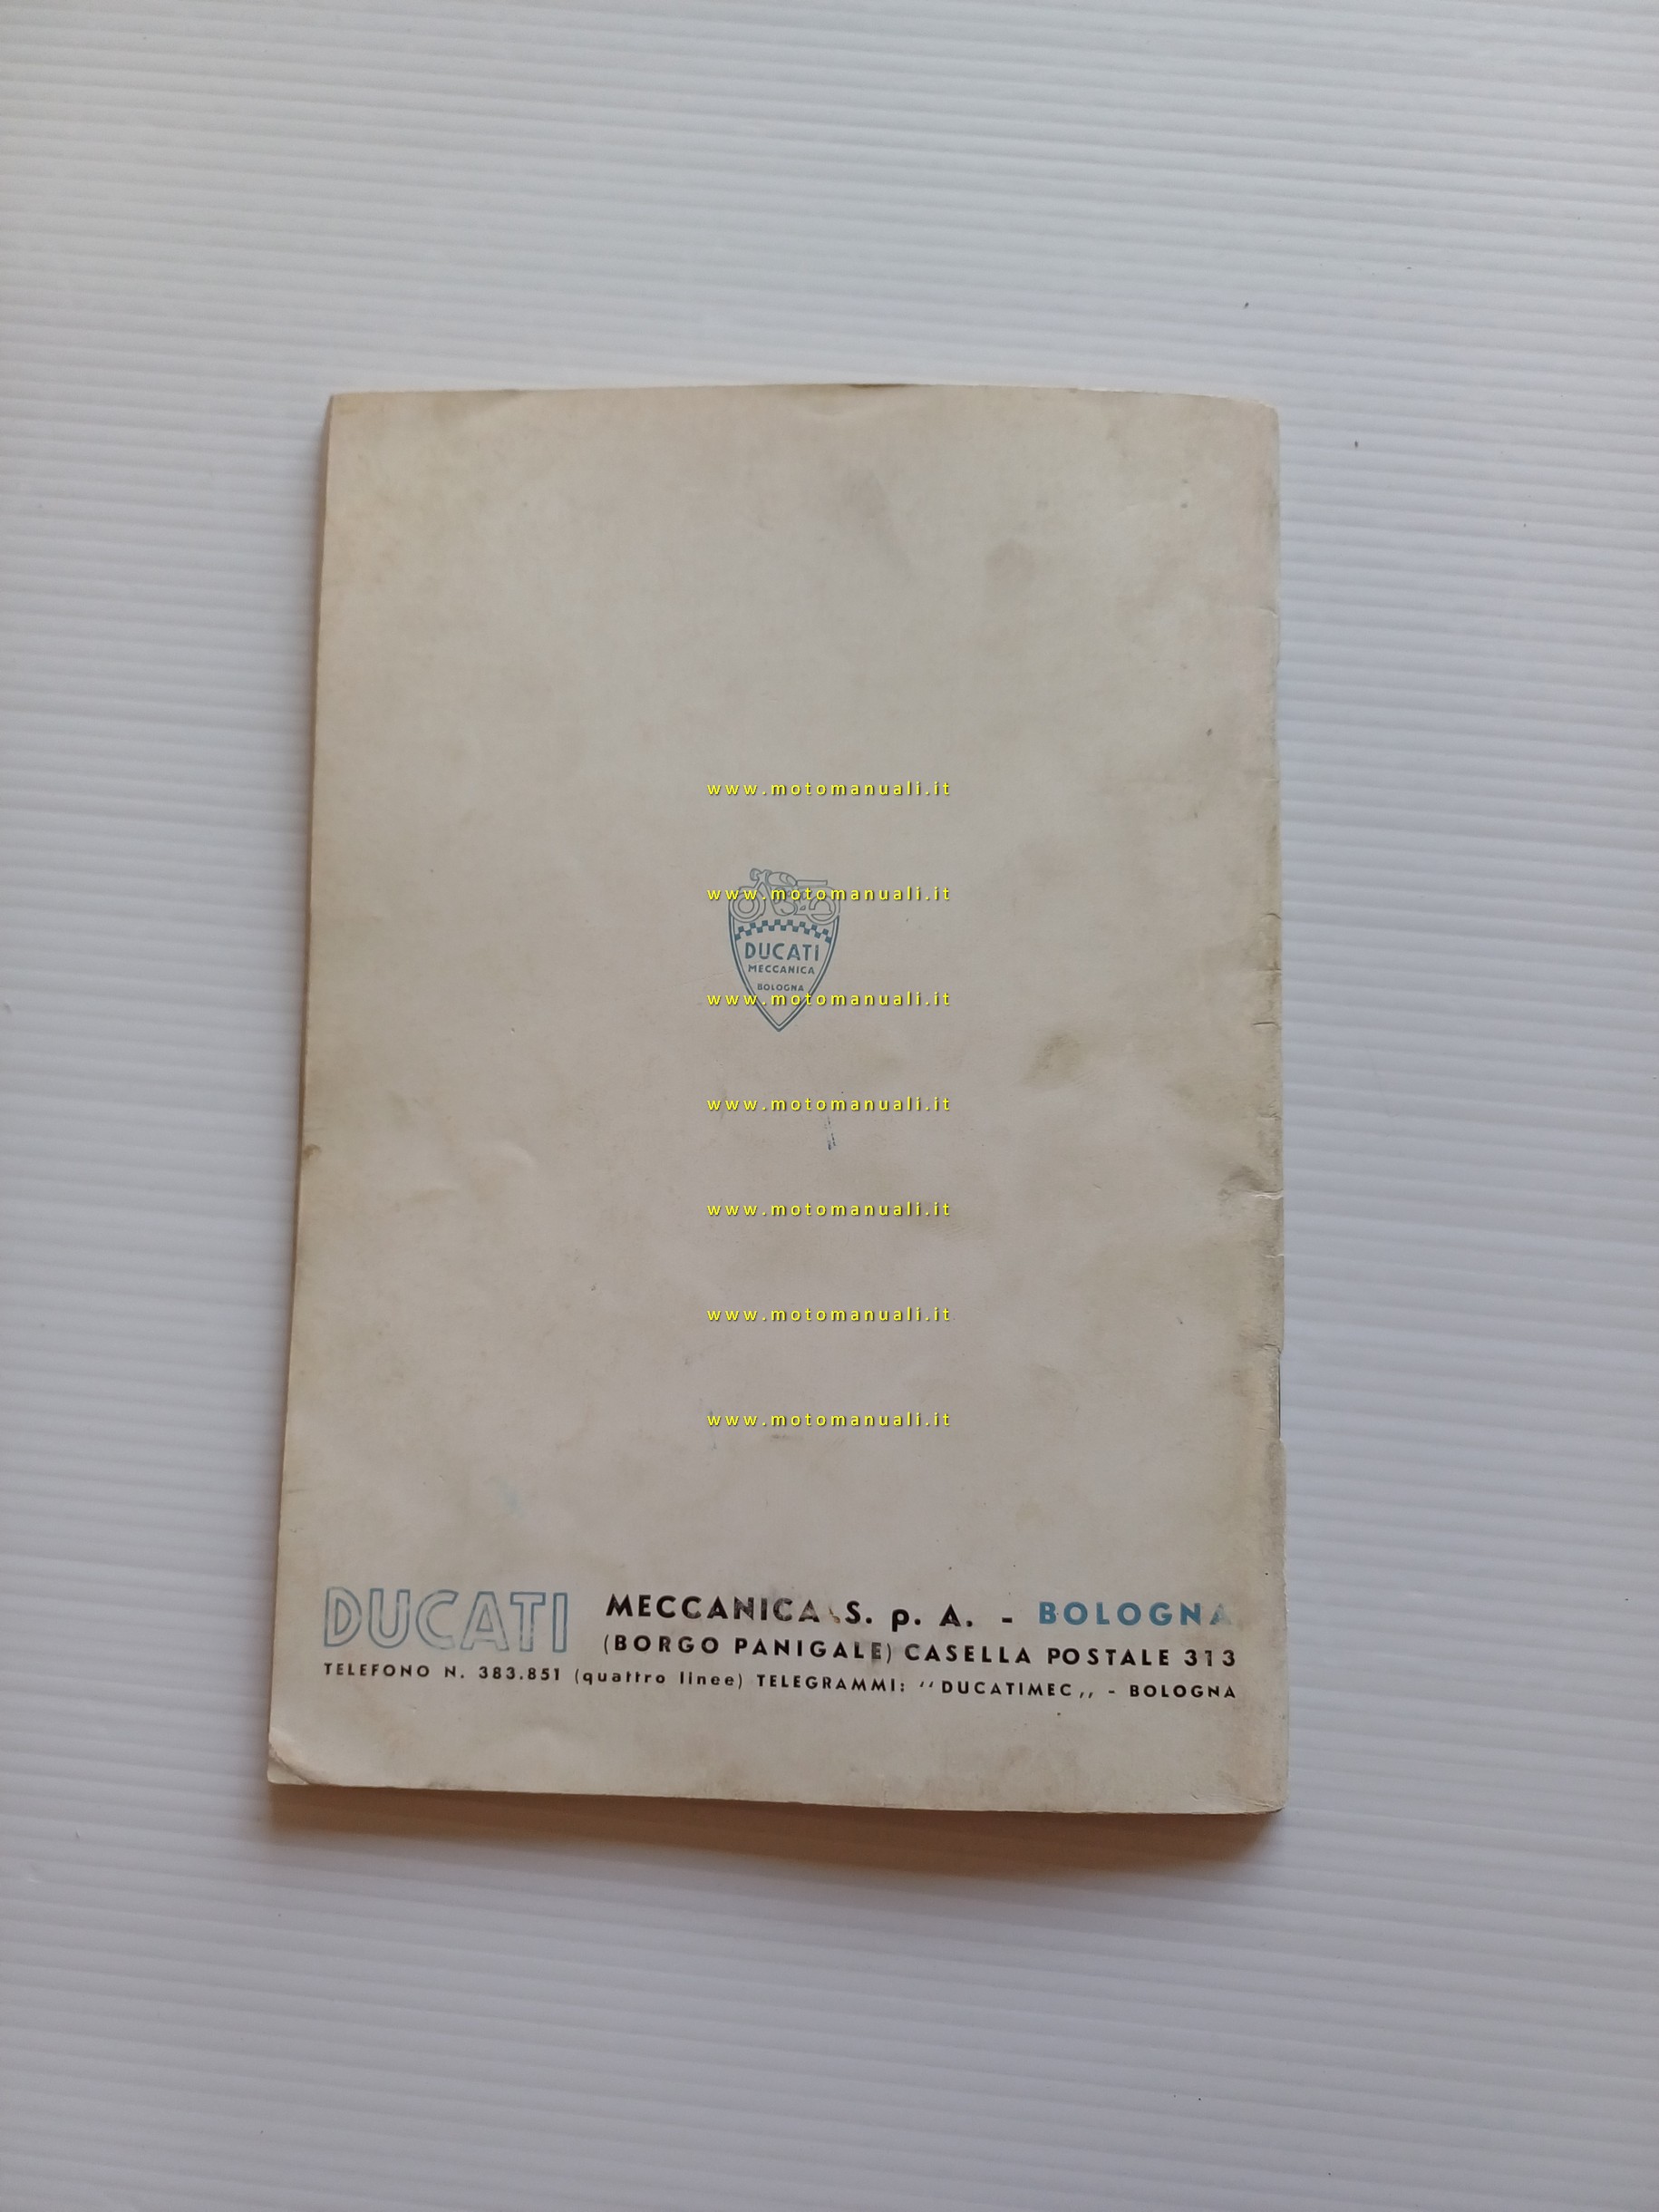 www.motomanuali.it
www.motomanuali.it
DUCATI
MECCANICA
BOLOGNA
www.motomanuali.it
www.motomanuali.it
www.motomanuali.it
www.motomanuali.it
www.motomanuali.it
DUCATI MECCANICA S. p. A. - BOLOGNA
(BORGO PANIGALE) CASELLA POSTALE 313
TELEFONO N. 383.851 (quattro linee) TELEGRAMMI: ‘‘DUCATIMEC,, - BOLOGNA